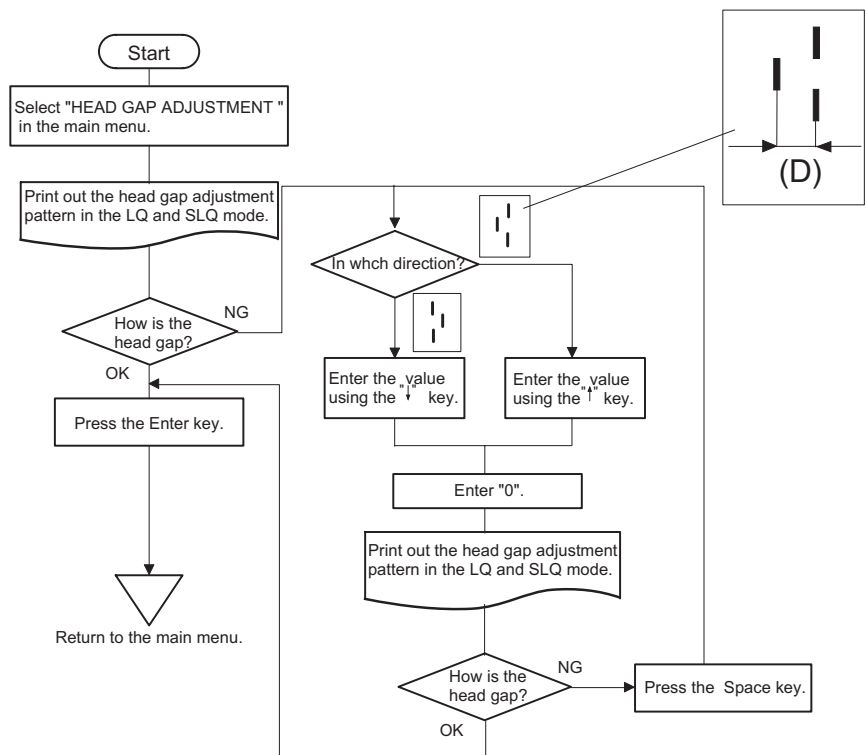 Start
Select "HEAD GAP ADJUSTMENT "
in the main menu.
Print out the head gap adjustment
pattern in the LQ and SLQ mode.
How is the
head gap?
NG
OK
Press the Enter key.
Return to the main menu.
(D)
In whch direction?
Enter the value
using the "↓" key.
Enter the value
using the "↑" key.
Enter "0".
Print out the head gap adjustment
pattern in the LQ and SLQ mode.
How is the
head gap?
NG
OK
Press the Space key.